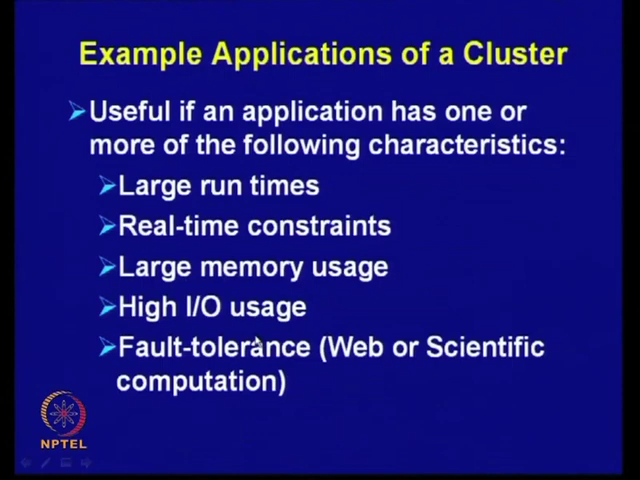 Example Applications of a Cluster
Useful if an application has one or
more of the following characteristics:
Large run times
Real-time constraints
Large memory usage
High I/O usage
Fault-tolerance (Web or Scientific
computation)
NPTEL